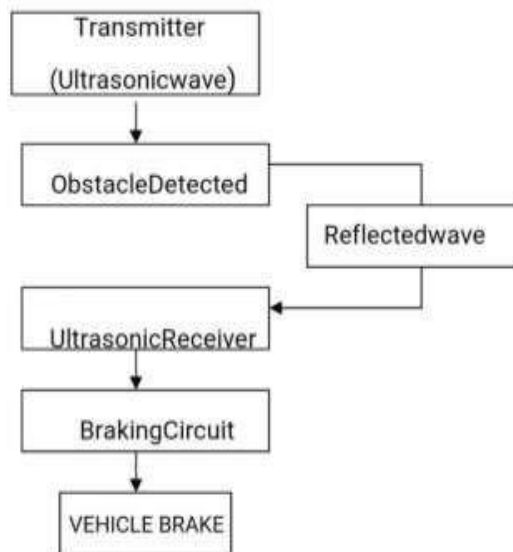 Transmitter
(Ultrasonicwave)
ObstacleDetected
Reflectedwave
UltrasonicReceiver
BrakingCircuit
VEHICLE BRAKE